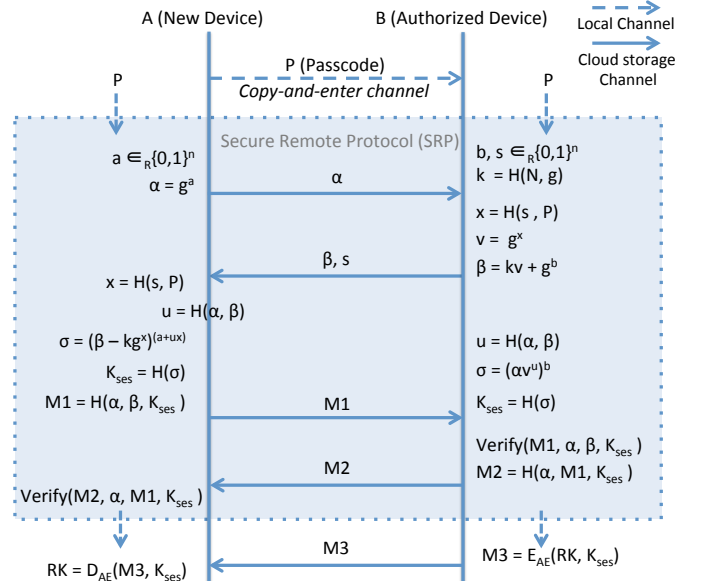 A (New Device)
B (Authorized Device)
Local Channel
Cloud storage
Channel
P
P (Passcode)
Copy-and-enter channel
P
Secure Remote Protocol (SRP)
a ∈R{0,1}ⁿ
α = gᵃ
α
b, s ∈R{0,1}ⁿ
k = H(N, g)
x = H(s , P)
v = gˣ
β = kv + gᵇ
β, s
x = H(s, P)
u = H(α, β)
σ = (β – kgˣ)⁽ᵃ⁺ᵘˣ⁾
Kses = H(σ)
M1 = H(α, β, Kses )
u = H(α, β)
σ = (αvᵘ)ᵇ
Kses = H(σ)
M1
Verify(M1, α, β, Kses )
M2 = H(α, M1, Kses )
M2
Verify(M2, α, M1, Kses )
M3
M3 = EAE(RK, Kses)
RK = DAE(M3, Kses)